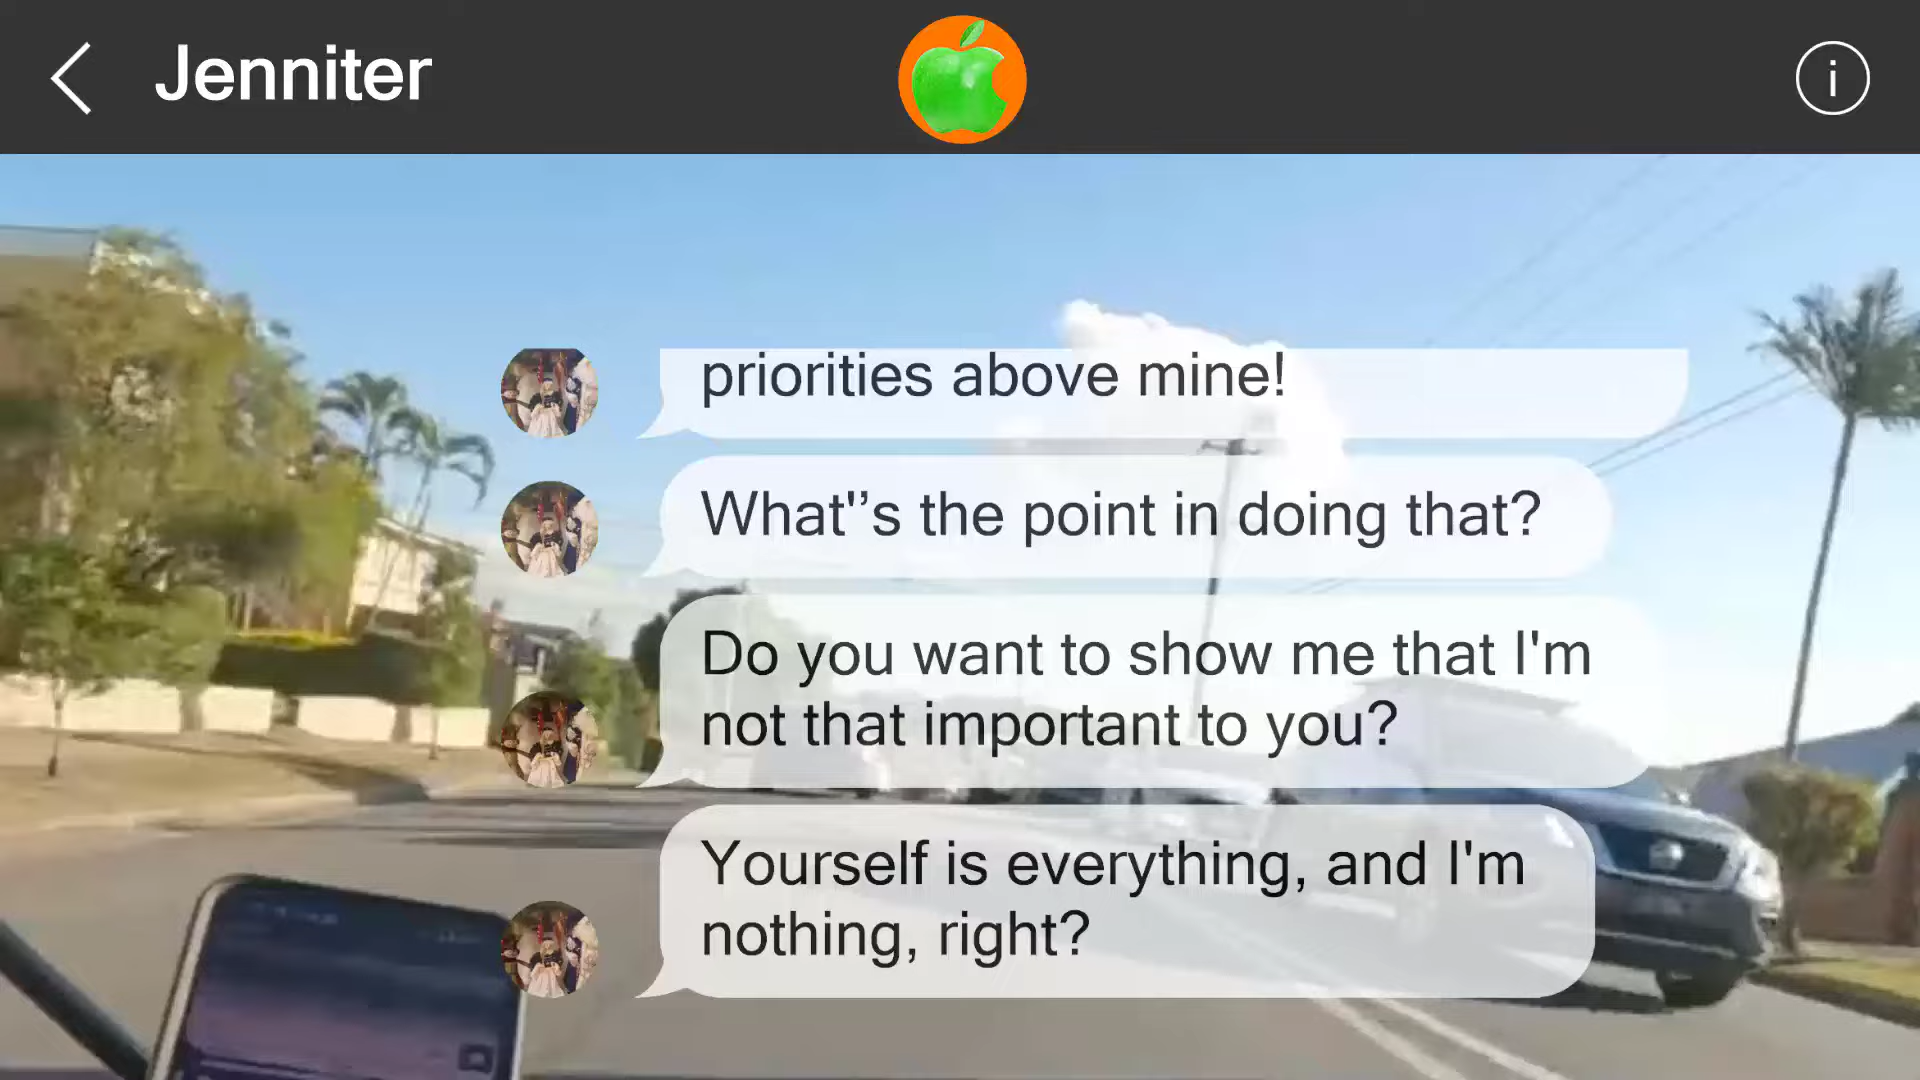 Jenniter
i
priorities above mine!
What'’s the point in doing that?
Do you want to show me that I'm
not that important to you?
Yourself is everything, and I'm
nothing, right?